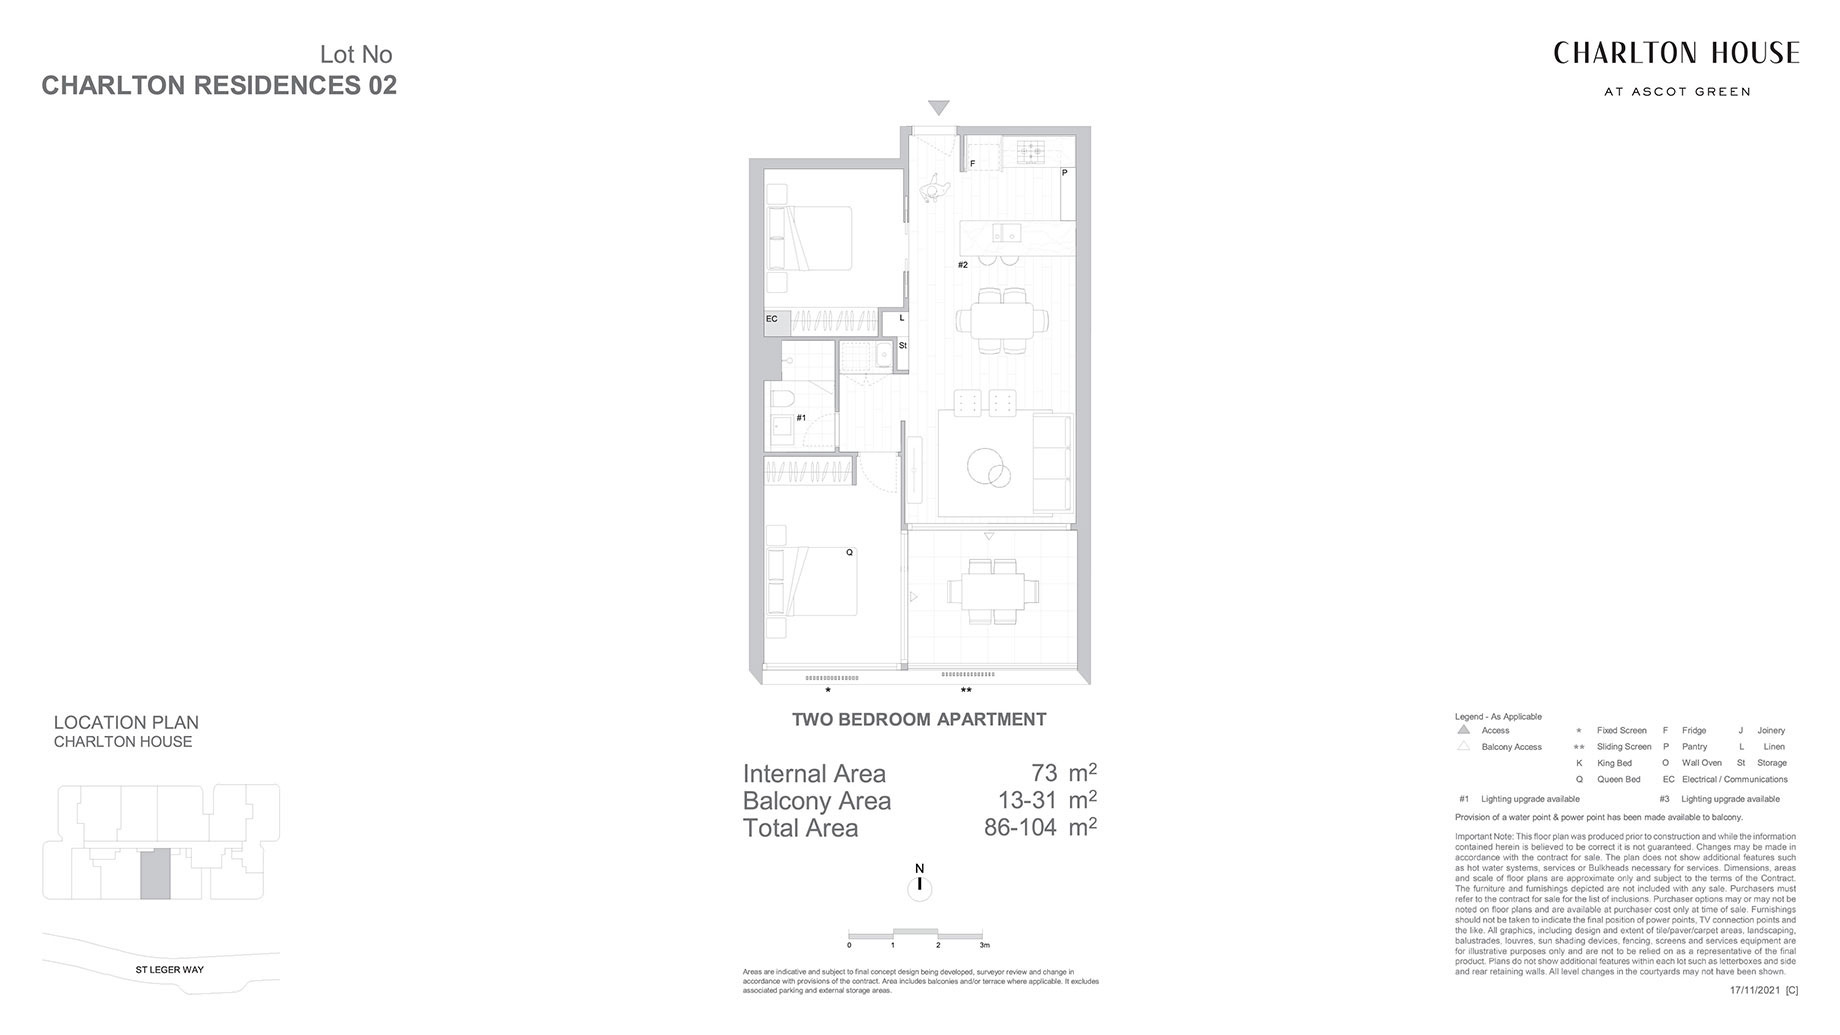 Lot No
CHARLTON RESIDENCES 02
CHARLTON HOUSE
AT ASCOT GREEN
F
P
#2
EC
L
St
#1
Q
*
**
TWO BEDROOM APARTMENT
Internal Area 73 m²
Balcony Area 13-31 m²
Total Area 86-104 m²
N
0 1 2 3m
Areas are indicative and subject to final concept design being developed, surveyor review and change in
accordance with provisions of the contract. Area includes balconies and/or terrace where applicable. It excludes
associated parking and external storage areas.
LOCATION PLAN
CHARLTON HOUSE
ST LEGER WAY
Legend - As Applicable
Access * Fixed Screen F Fridge J Joinery
Balcony Access ** Sliding Screen P Pantry L Linen
K King Bed O Wall Oven St Storage
Q Queen Bed EC Electrical / Communications
#1 Lighting upgrade available #3 Lighting upgrade available
Provision of a water point & power point has been made available to balcony.
Important Note: This floor plan was produced prior to construction and while the information
contained herein is believed to be correct it is not guaranteed. Changes may be made in
accordance with the contract for sale. The plan does not show additional features such
as hot water systems, services or Bulkheads necessary for services. Dimensions, areas
and scale of floor plans are approximate only and subject to the terms of the Contract.
The furniture and furnishings depicted are not included with any sale. Purchasers must
refer to the contract for sale for the list of inclusions. Purchaser options may or may not be
noted on floor plans and are available at purchaser cost only at time of sale. Furnishings
should not be taken to indicate the final position of power points, TV connection points and
the like. All graphics, including design and extent of tile/paver/carpet areas, landscaping,
balustrades, louvres, sun shading devices, fencing, screens and services equipment are
for illustrative purposes only and are not to be relied on as a representative of the final
product. Plans do not show additional features within each lot such as letterboxes and side
and rear retaining walls. All level changes in the courtyards may not have been shown.
17/11/2021 [C]